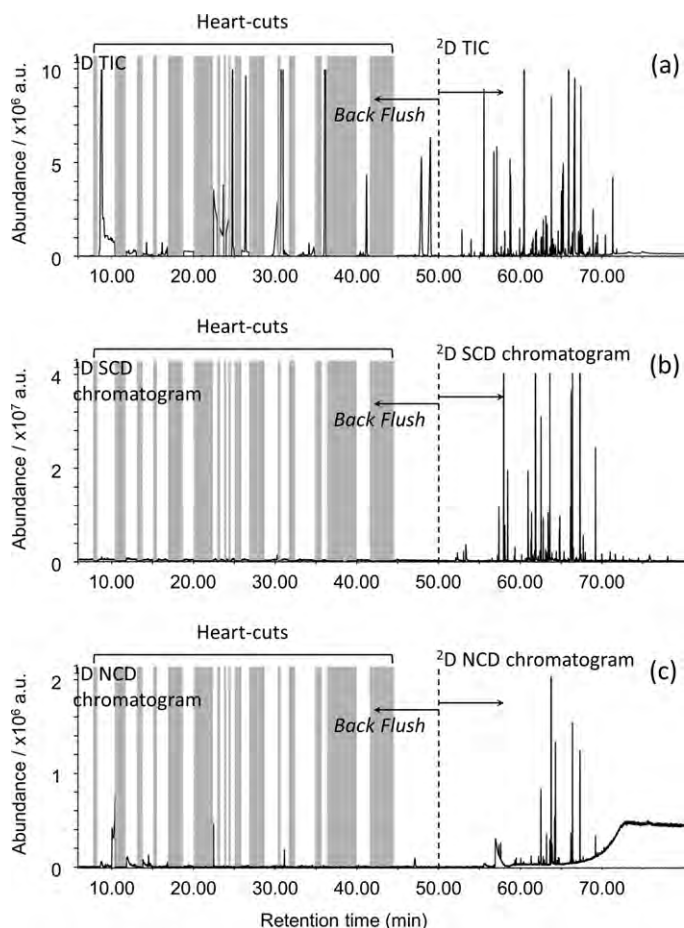 Heart-cuts
¹D TIC
²D TIC
(a)
Back Flush
Abundance / x10⁶ a.u.
10
5
0
10.00 20.00 30.00 40.00 50.00 60.00 70.00
Heart-cuts
¹D SCD
chromatogram
²D SCD chromatogram
(b)
Back Flush
Abundance / x10⁷ a.u.
4
2
0
10.00 20.00 30.00 40.00 50.00 60.00 70.00
Heart-cuts
¹D NCD
chromatogram
²D NCD chromatogram
(c)
Back Flush
Abundance / x10⁶ a.u.
2
1
0
10.00 20.00 30.00 40.00 50.00 60.00 70.00
Retention time (min)